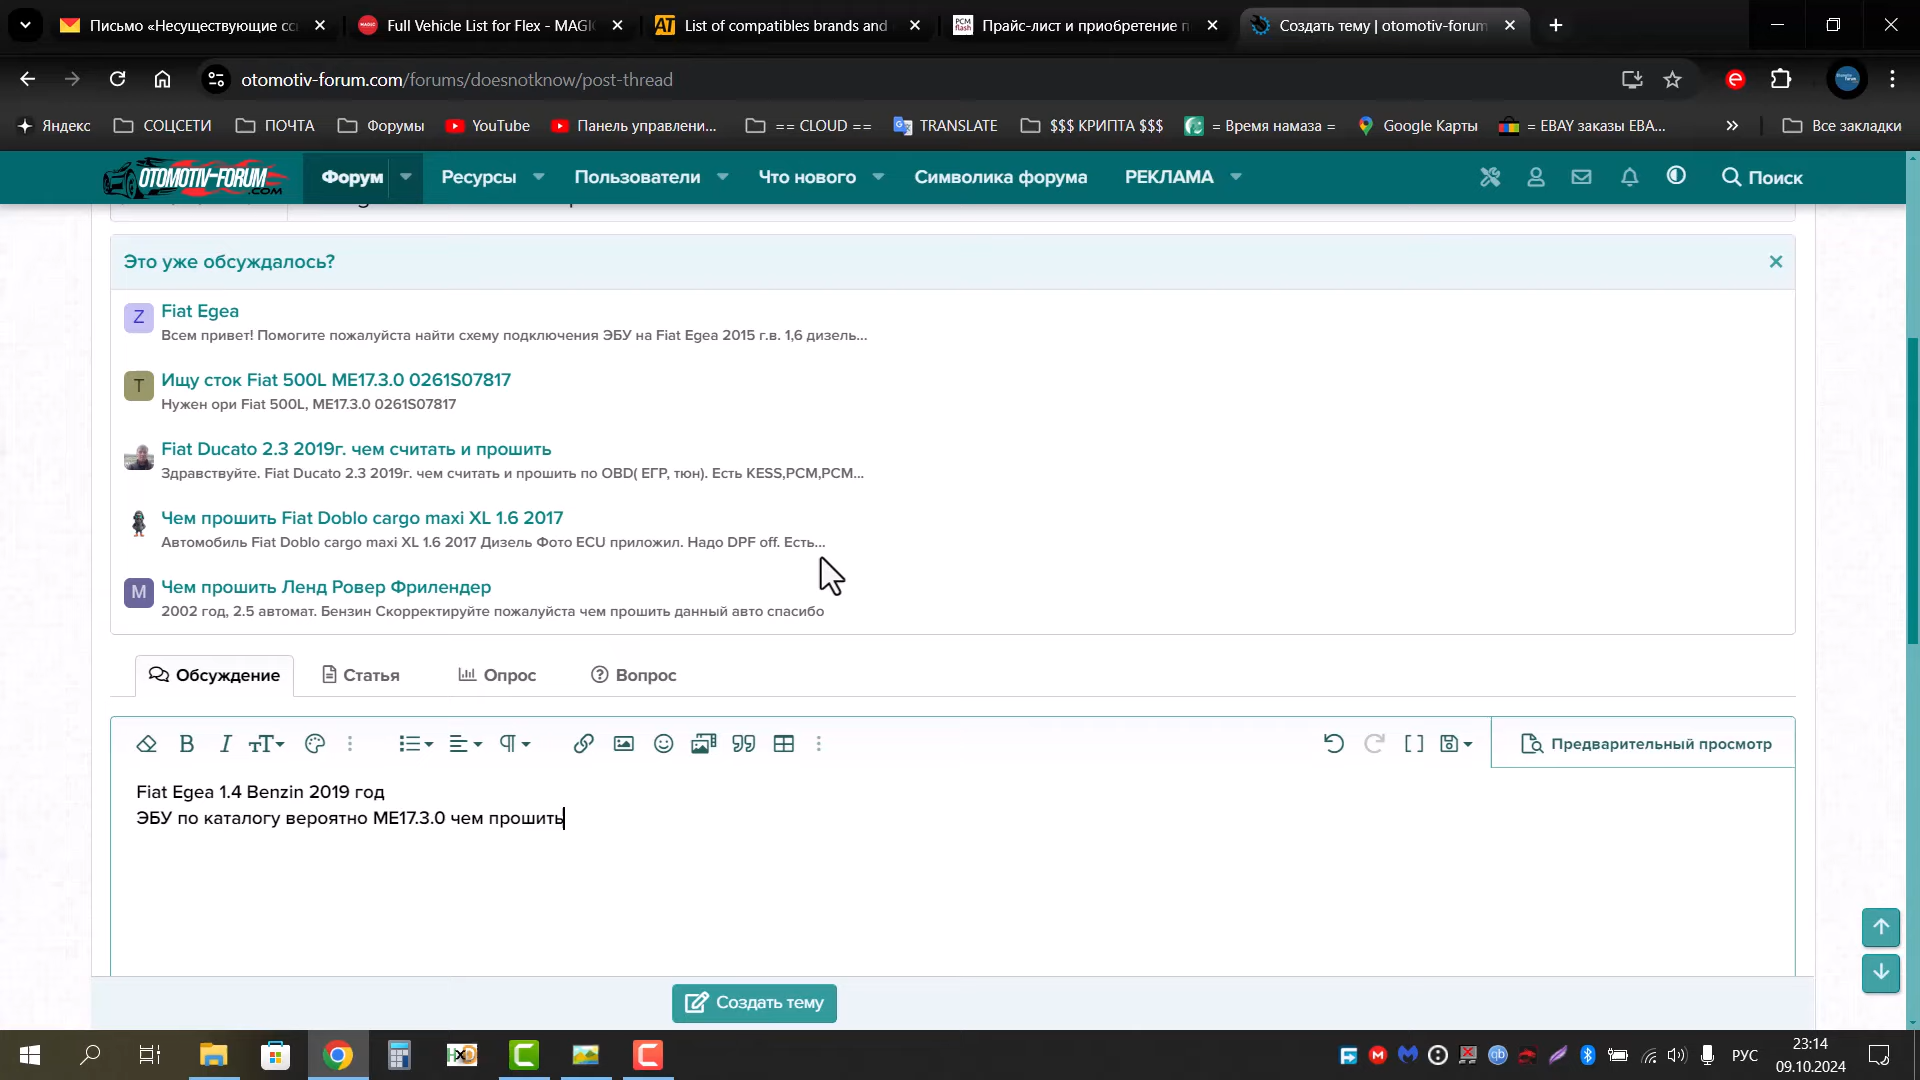 Письмо «Несуществующие сс
Full Vehicle List for Flex - MAGIC
List of compatibles brands and
Прайс-лист и приобретение п
Создать тему | otomotiv-forum
otomotiv-forum.com/forums/doesnotknow/post-thread
Яндекс
СОЦСЕТИ
ПОЧТА
Форумы
YouTube
Панель управлени...
== CLOUD ==
TRANSLATE
$$$ КРИПТА $$$
= Время намаза =
Google Карты
= EBAY заказы EBA...
Все закладки
OTOMOTIV-FORUM
.COM
Форум
Ресурсы
Пользователи
Что нового
Символика форума
РЕКЛАМА
Поиск
Это уже обсуждалось?
Z
Fiat Egea
Всем привет! Помогите пожалуйста найти схему подключения ЭБУ на Fiat Egea 2015 г.в. 1,6 дизель...
T
Ищу сток Fiat 500L ME17.3.0 0261S07817
Нужен ори Fiat 500L, ME17.3.0 0261S07817
Fiat Ducato 2.3 2019г. чем считать и прошить
Здравствуйте. Fiat Ducato 2.3 2019г. чем считать и прошить по OBD( ЕГР, тюн). Есть KESS,PCM,PCM...
Чем прошить Fiat Doblo cargo maxi XL 1.6 2017
Автомобиль Fiat Doblo cargo maxi XL 1.6 2017 Дизель Фото ECU приложил. Надо DPF off. Есть...
M
Чем прошить Ленд Ровер Фрилендер
2002 год, 2.5 автомат. Бензин Скорректируйте пожалуйста чем прошить данный авто спасибо
Обсуждение
Статья
Опрос
Вопрос
Предварительный просмотр
Fiat Egea 1.4 Benzin 2019 год
ЭБУ по каталогу вероятно ME17.3.0 чем прошить
Создать тему
РУС
23:14
09.10.2024